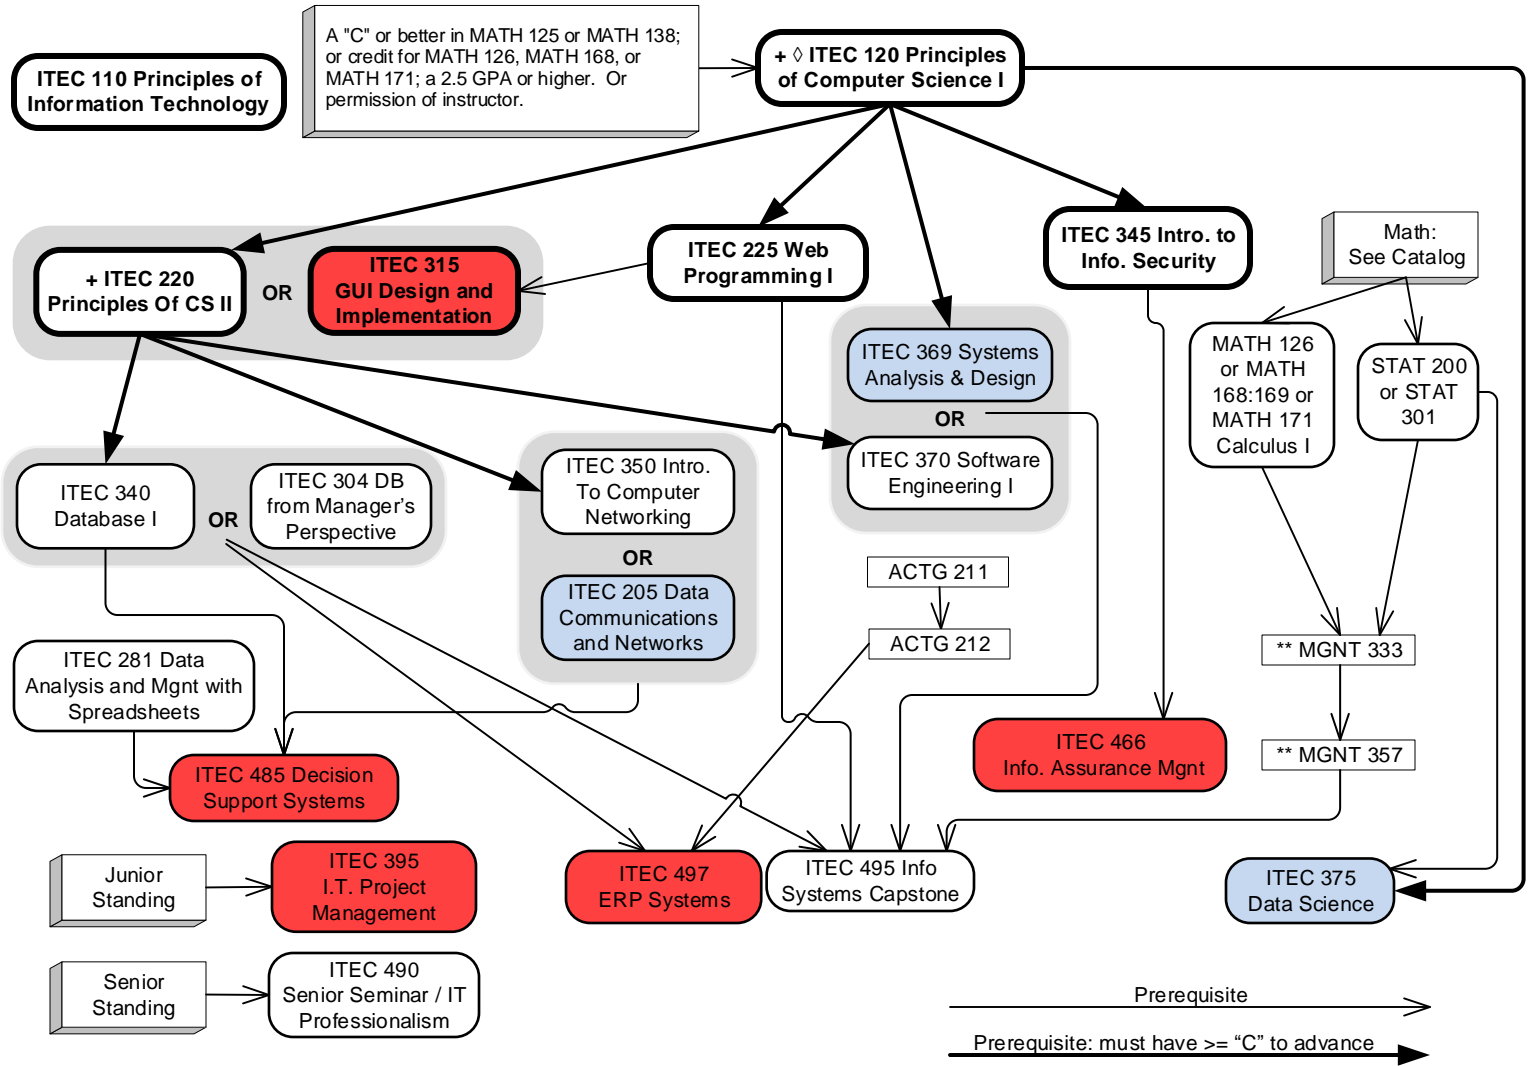 A "C" or better in MATH 125 or MATH 138;
or credit for MATH 126, MATH 168, or
MATH 171; a 2.5 GPA or higher.  Or
permission of instructor.
ITEC 110 Principles of
Information Technology
+ ◊ ITEC 120 Principles
of Computer Science I
+ ITEC 220
Principles Of CS II
OR
ITEC 315
GUI Design and
Implementation
ITEC 225 Web
Programming I
ITEC 345 Intro. to
Info. Security
Math:
See Catalog
ITEC 369 Systems
Analysis & Design
OR
ITEC 370 Software
Engineering I
MATH 126
or MATH
168:169 or
MATH 171
Calculus I
STAT 200
or STAT
301
ITEC 340
Database I
OR
ITEC 304 DB
from Manager’s
Perspective
ITEC 350 Intro.
To Computer
Networking
OR
ITEC 205 Data
Communications
and Networks
ACTG 211
ACTG 212
** MGNT 333
** MGNT 357
ITEC 281 Data
Analysis and Mgnt with
Spreadsheets
ITEC 485 Decision
Support Systems
ITEC 466
Info. Assurance Mgnt
Junior
Standing
ITEC 395
I.T. Project
Management
ITEC 497
ERP Systems
ITEC 495 Info
Systems Capstone
ITEC 375
Data Science
Senior
Standing
ITEC 490
Senior Seminar / IT
Professionalism
Prerequisite
Prerequisite: must have >= “C” to advance